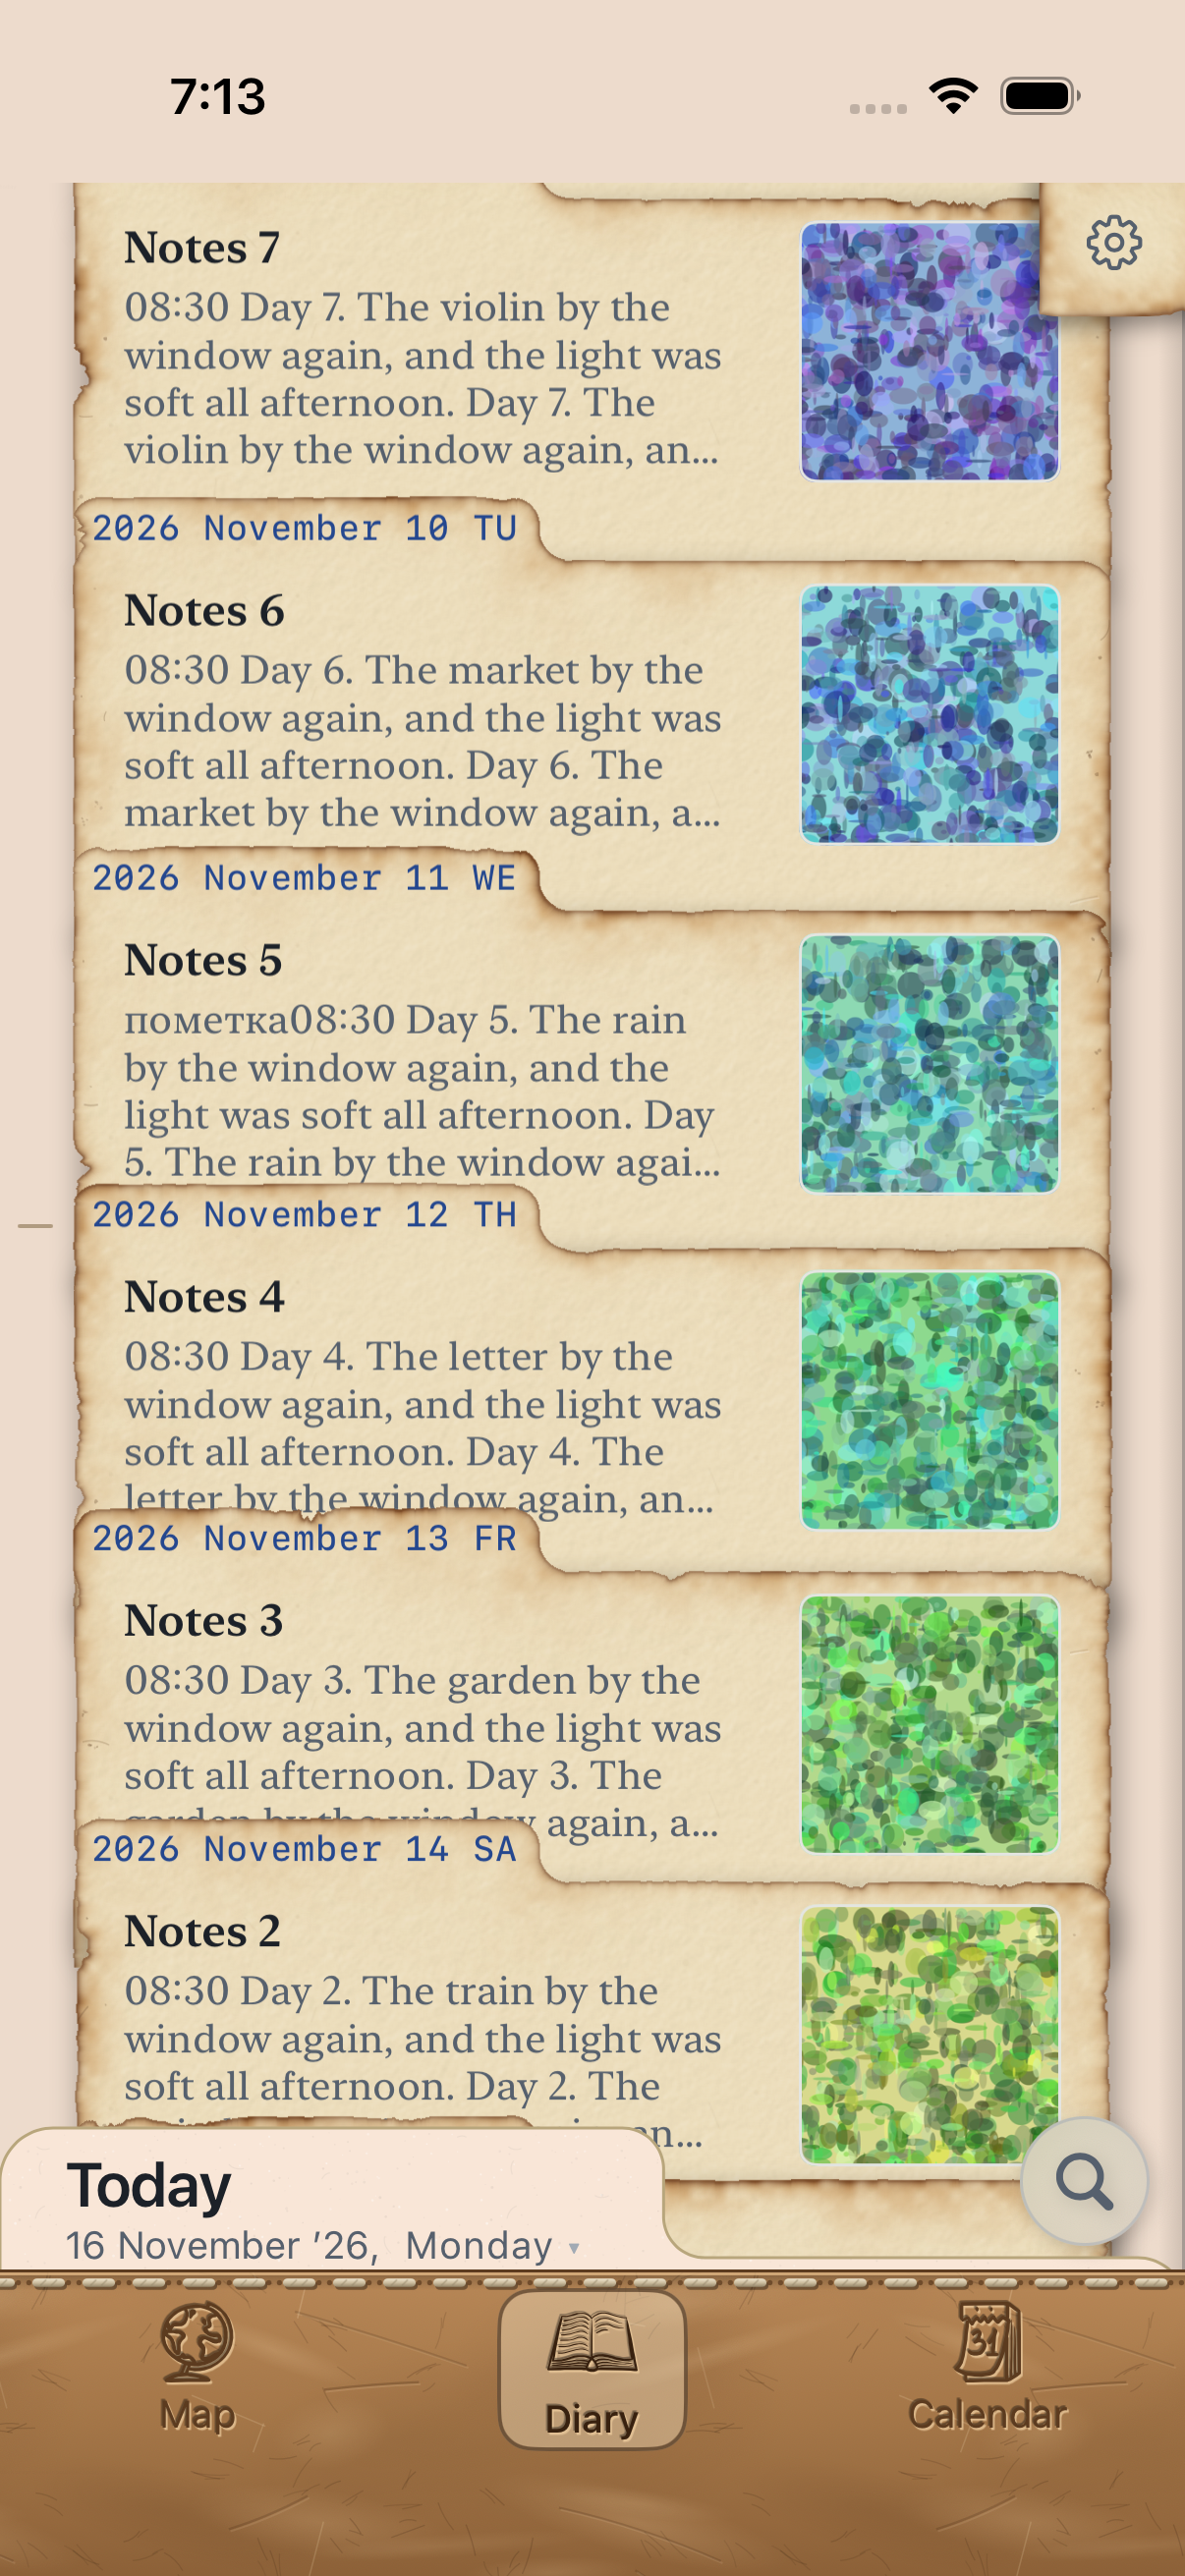 7:13
Notes 7
08:30 Day 7. The violin by the
window again, and the light was
soft all afternoon. Day 7. The
violin by the window again, an...
2026 November 10 TU
Notes 6
08:30 Day 6. The market by the
window again, and the light was
soft all afternoon. Day 6. The
market by the window again, a...
2026 November 11 WE
Notes 5
пометка08:30 Day 5. The rain
by the window again, and the
light was soft all afternoon. Day
5. The rain by the window agai...
2026 November 12 TH
Notes 4
08:30 Day 4. The letter by the
window again, and the light was
soft all afternoon. Day 4. The
letter by the window again, an...
2026 November 13 FR
Notes 3
08:30 Day 3. The garden by the
window again, and the light was
soft all afternoon. Day 3. The
garden by the window again, a...
2026 November 14 SA
Notes 2
08:30 Day 2. The train by the
window again, and the light was
soft all afternoon. Day 2. The
Today
16 November ’26, Monday
31
Map
Diary
Calendar